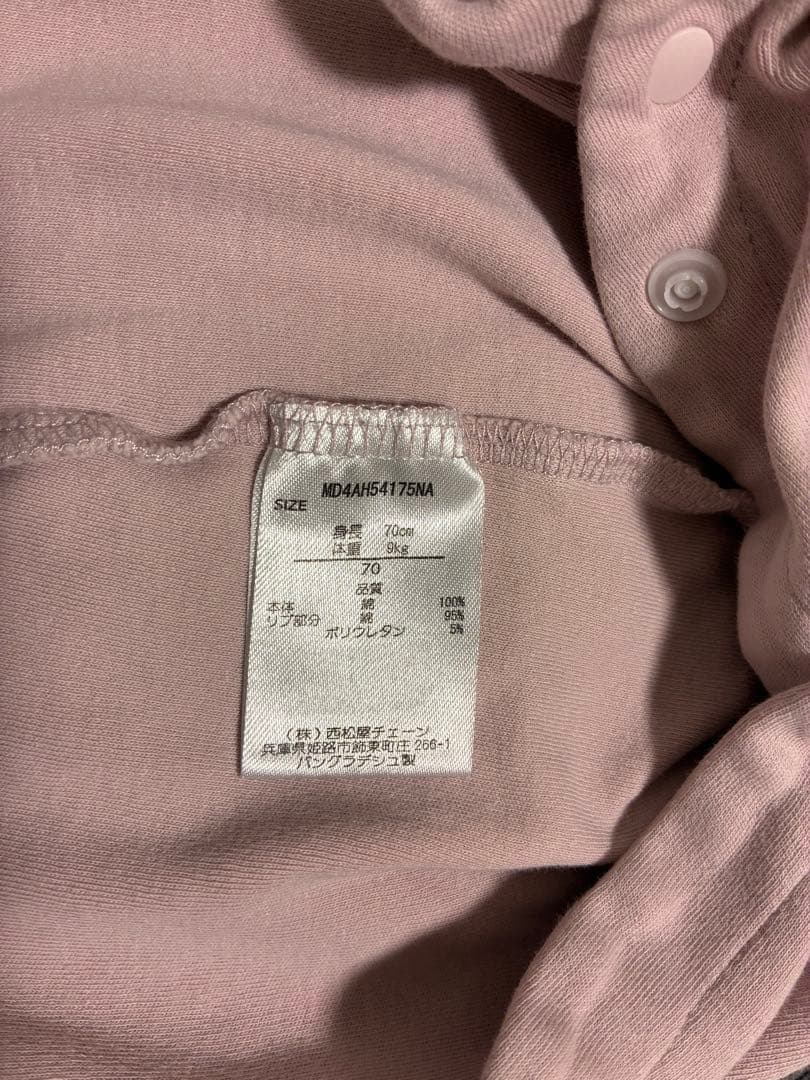 MD4AH54175NA
SIZE
身長 70cm
体重 9kg
70
品質
本体 綿 100%
リブ部分 綿 95%
ポリウレタン 5%
(株)西松屋チェーン
兵庫県姫路市飾東町庄 266-1
バングラデシュ製